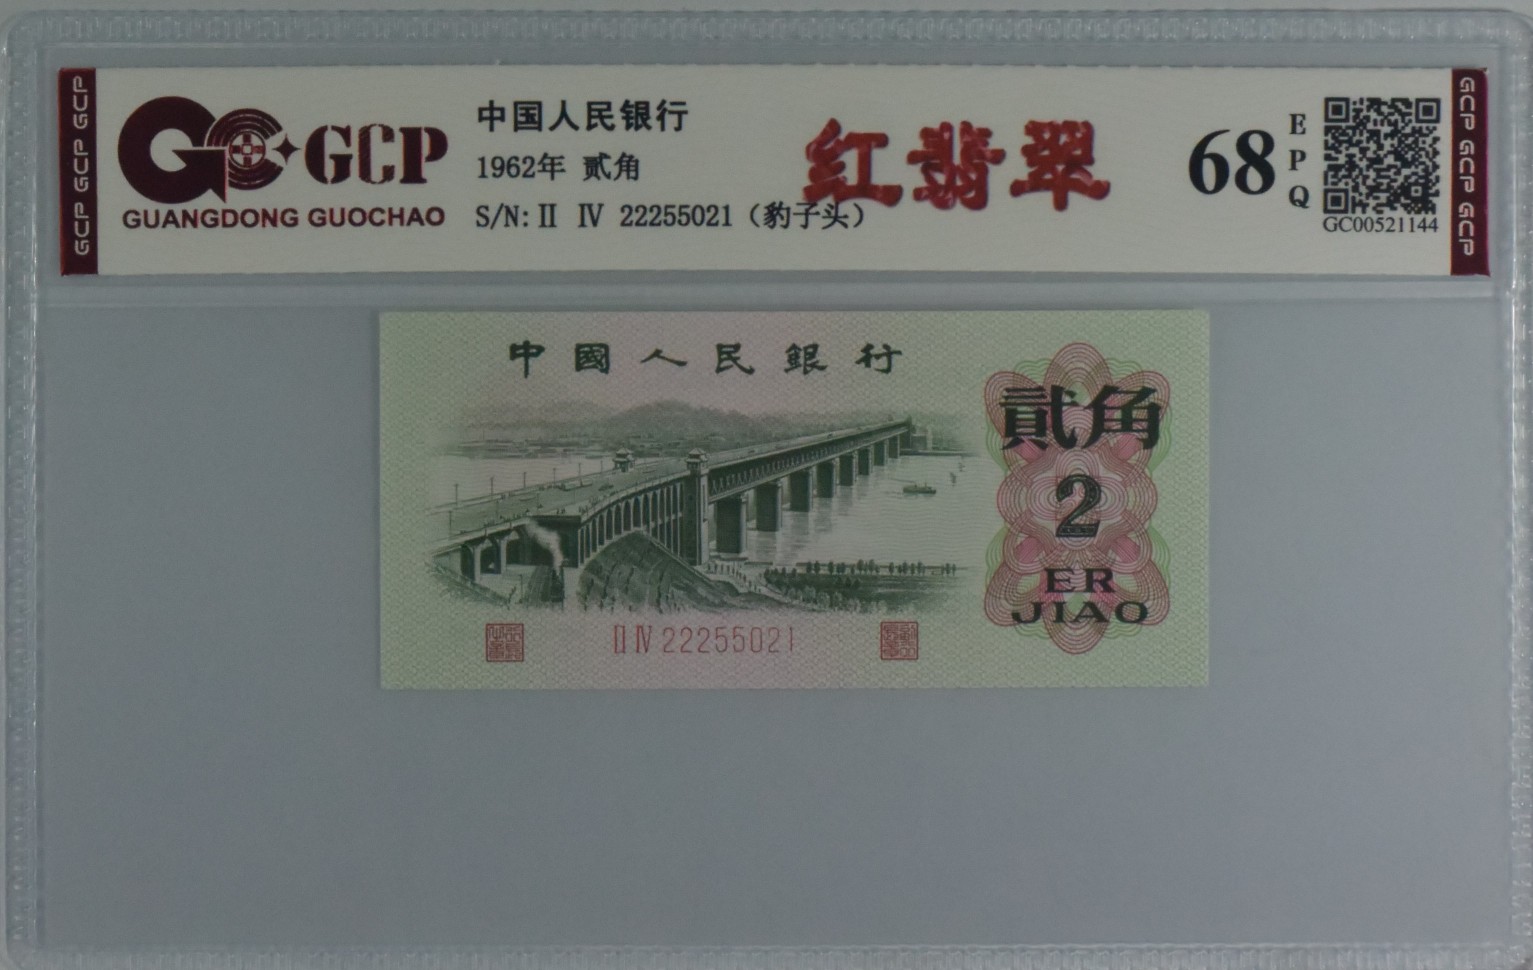 GCP GCP GCP
GCP
GUANGDONG GUOCHAO
中国人民银行
1962年 贰角
S/N: II IV 22255021（豹子头）
红翡翠
68
EPQ
GC00521144
GCP GCP GCP
中國人民銀行
貳角
2
ER
JIAO
II IV 22255021